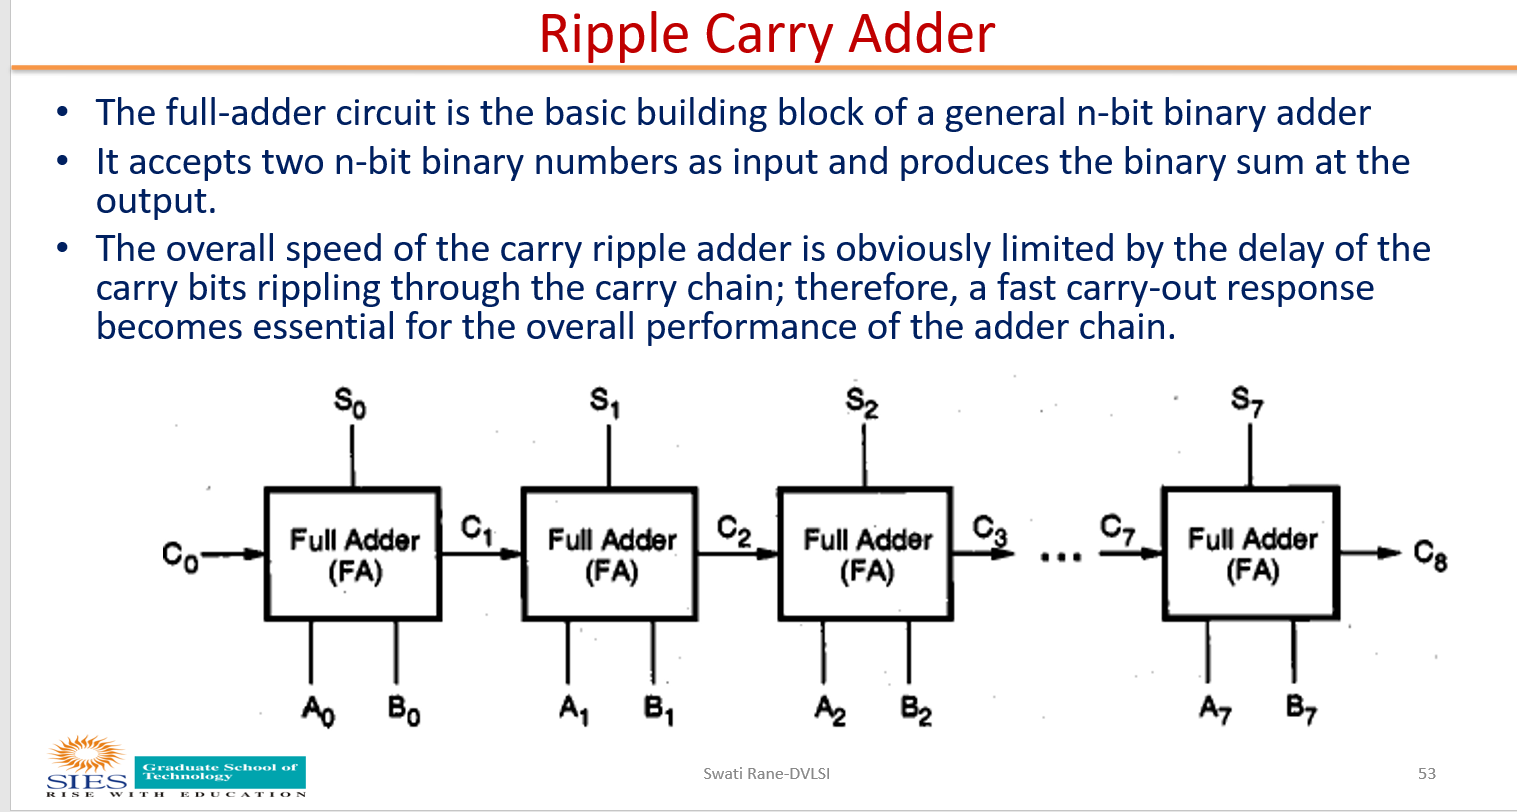 Ripple Carry Adder
• The full-adder circuit is the basic building block of a general n-bit binary adder
• It accepts two n-bit binary numbers as input and produces the binary sum at the
output.
• The overall speed of the carry ripple adder is obviously limited by the delay of the
carry bits rippling through the carry chain; therefore, a fast carry-out response
becomes essential for the overall performance of the adder chain.
S₀ S₁ S₂ S₇
C₀ Full Adder C₁ Full Adder C₂ Full Adder C₃ ... C₇ Full Adder C₈
(FA) (FA) (FA) (FA)
A₀ B₀ A₁ B₁ A₂ B₂ A₇ B₇
SIES Graduate School of
Technology
RISE WITH EDUCATION
Swati Rane-DVLSI
53